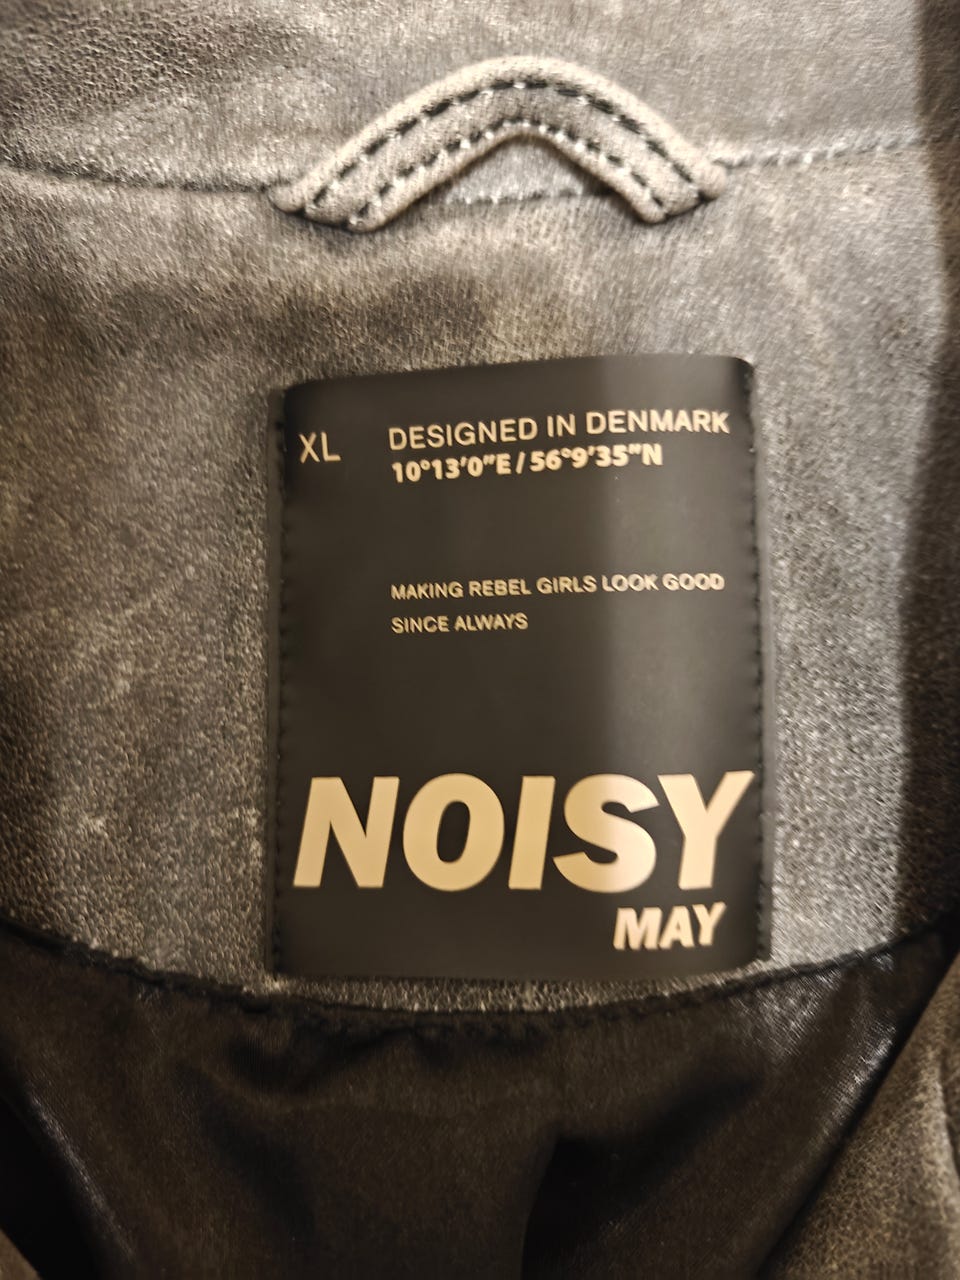 XL
DESIGNED IN DENMARK
10°13'0"E / 56°9'35"N
MAKING REBEL GIRLS LOOK GOOD
SINCE ALWAYS
NOISY
MAY